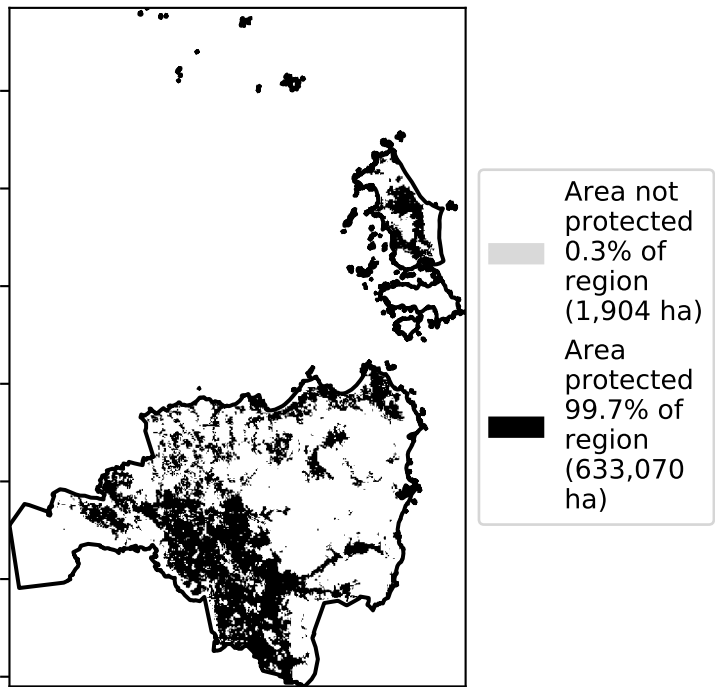 Area not
protected
0.3% of
region
(1,904 ha)
Area
protected
99.7% of
region
(633,070
ha)